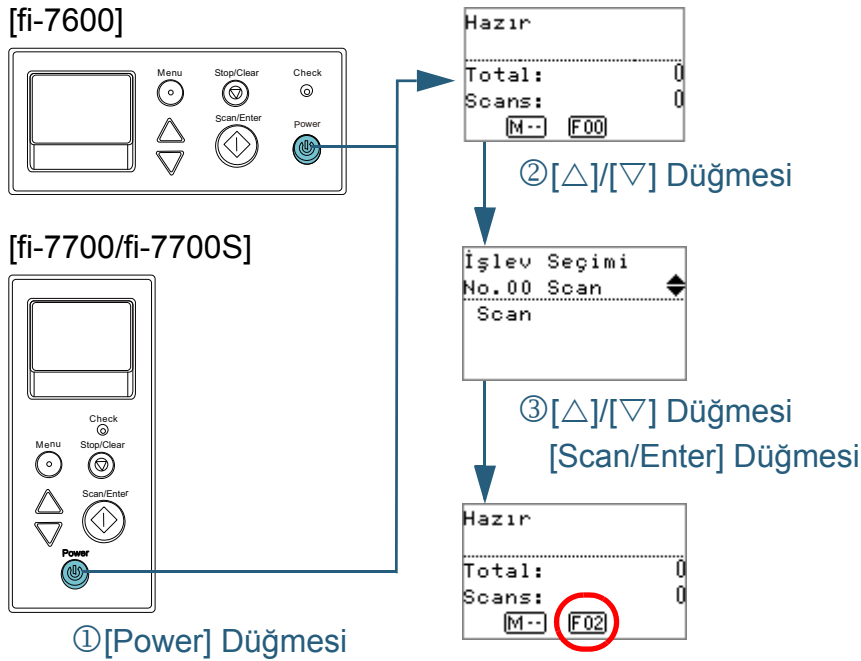 [fi-7600]
Menu
Stop/Clear
Check
Scan/Enter
Power
[fi-7700/fi-7700S]
Check
Menu
Stop/Clear
Scan/Enter
Power
①[Power] Düğmesi
Hazır
Total: 0
Scans: 0
M-- F00
②[△]/[▽] Düğmesi
İşlev Seçimi
No.00 Scan
Scan
③[△]/[▽] Düğmesi
[Scan/Enter] Düğmesi
Hazır
Total: 0
Scans: 0
M-- F02